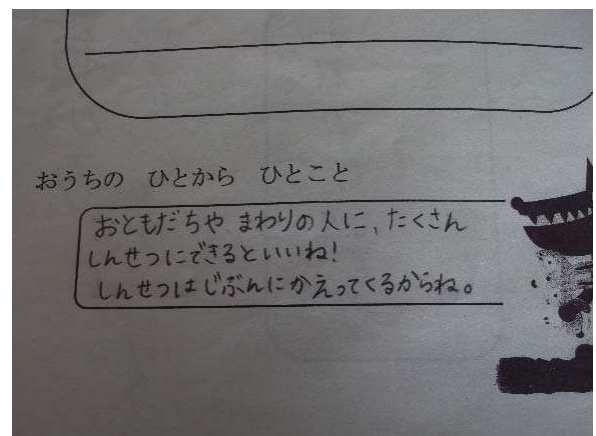 おうちの　ひとから　ひとこと
おともだちや まわりの人に、たくさん
しんせつにできるといいね!
しんせつはじぶんにかえってくるからね。